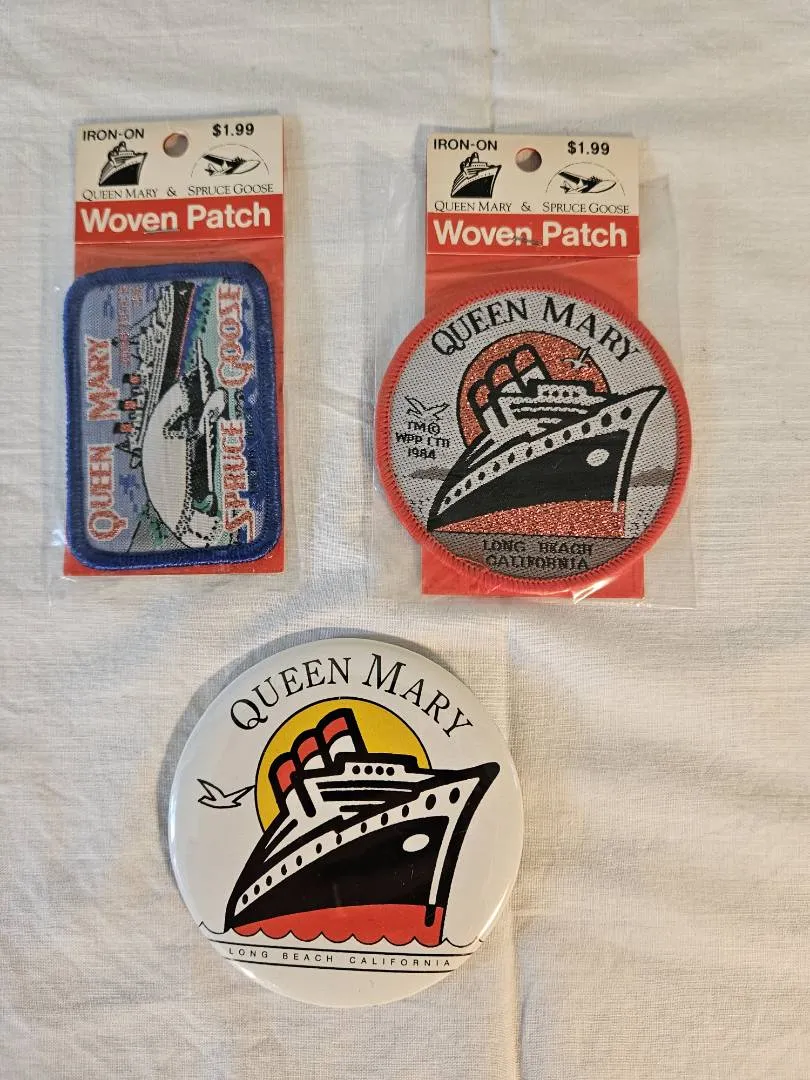 IRON-ON $1.99
QUEEN MARY & SPRUCE GOOSE
Woven Patch
QUEEN MARY
SPRUCE GOOSE
IRON-ON $1.99
QUEEN MARY & SPRUCE GOOSE
Woven Patch
QUEEN MARY
TM©
WPP LTD
1984
LONG BEACH
CALIFORNIA
QUEEN MARY
LONG BEACH CALIFORNIA